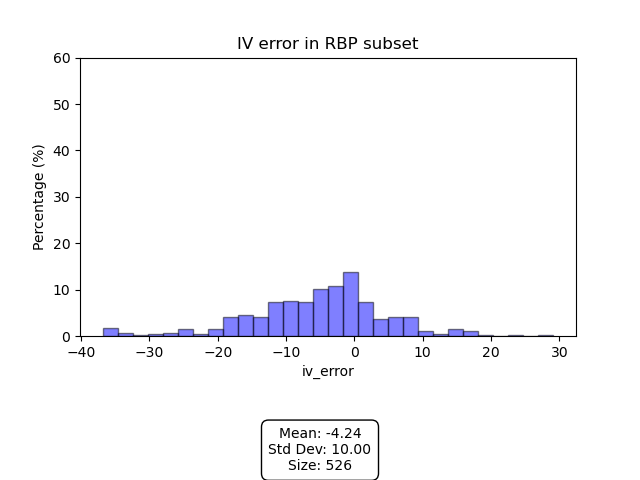 IV error in RBP subset
60
50
40
30
20
10
0
Percentage (%)
−40 −30 −20 −10 0 10 20 30
iv_error
Mean: -4.24
Std Dev: 10.00
Size: 526